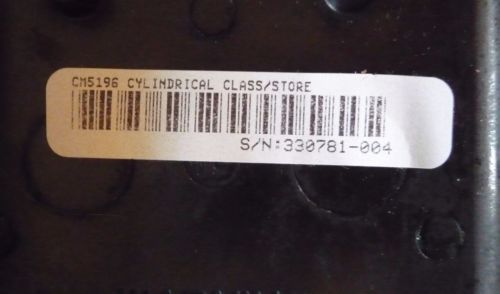 CM5196 CYLINDRICAL CLASS/STORE
S/N:330781-004